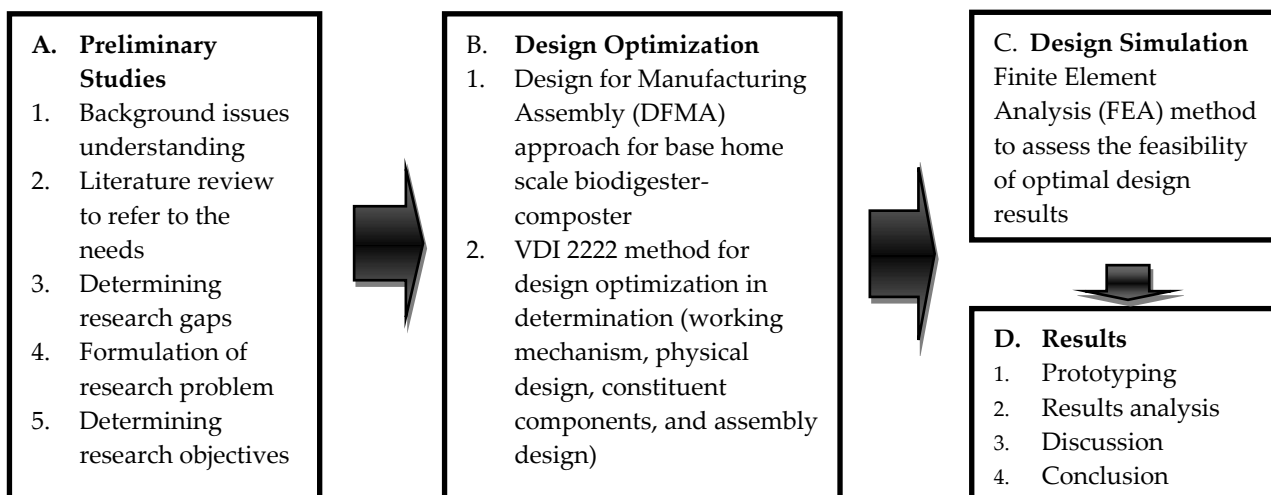 A. Preliminary
Studies
1. Background issues
understanding
2. Literature review
to refer to the
needs
3. Determining
research gaps
4. Formulation of
research problem
5. Determining
research objectives
B. Design Optimization
1. Design for Manufacturing
Assembly (DFMA)
approach for base home
scale biodigester-
composter
2. VDI 2222 method for
design optimization in
determination (working
mechanism, physical
design, constituent
components, and assembly
design)
C. Design Simulation
Finite Element
Analysis (FEA) method
to assess the feasibility
of optimal design
results
D. Results
1. Prototyping
2. Results analysis
3. Discussion
4. Conclusion